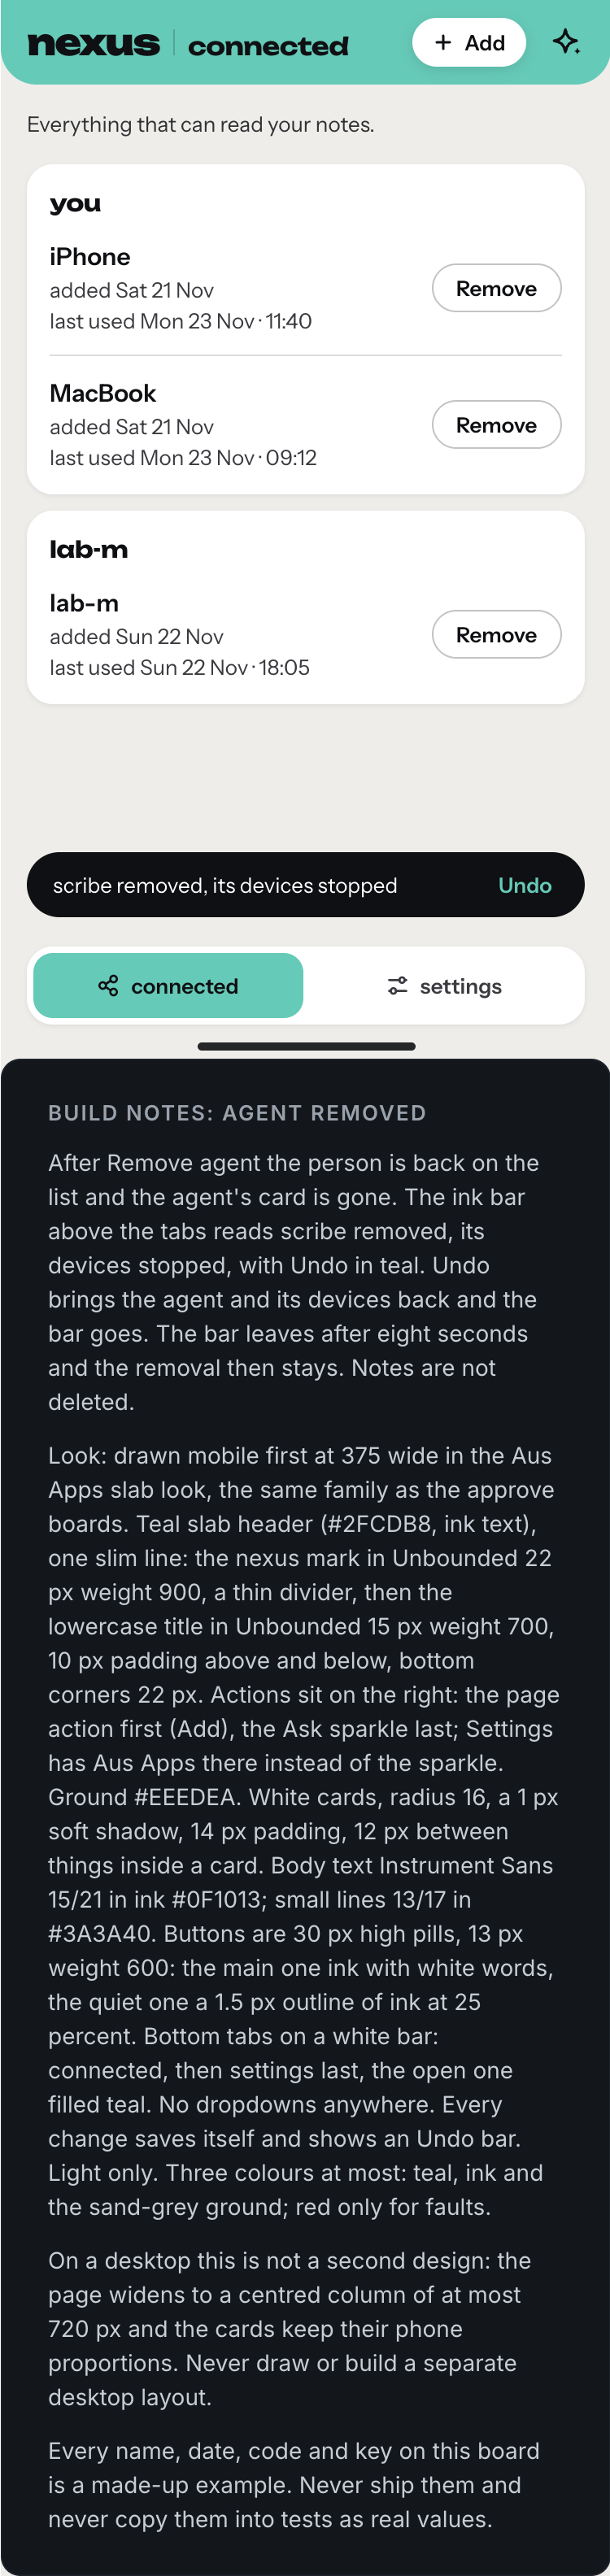 nexus connected + Add
Everything that can read your notes.
you
iPhone
added Sat 21 Nov
last used Mon 23 Nov · 11:40
Remove
MacBook
added Sat 21 Nov
last used Mon 23 Nov · 09:12
Remove
lab-m
lab-m
added Sun 22 Nov
last used Sun 22 Nov · 18:05
Remove
scribe removed, its devices stopped Undo
connected settings
BUILD NOTES: AGENT REMOVED
After Remove agent the person is back on the
list and the agent's card is gone. The ink bar
above the tabs reads scribe removed, its
devices stopped, with Undo in teal. Undo
brings the agent and its devices back and the
bar goes. The bar leaves after eight seconds
and the removal then stays. Notes are not
deleted.
Look: drawn mobile first at 375 wide in the Aus
Apps slab look, the same family as the approve
boards. Teal slab header (#2FCDB8, ink text),
one slim line: the nexus mark in Unbounded 22
px weight 900, a thin divider, then the
lowercase title in Unbounded 15 px weight 700,
10 px padding above and below, bottom
corners 22 px. Actions sit on the right: the page
action first (Add), the Ask sparkle last; Settings
has Aus Apps there instead of the sparkle.
Ground #EEEDEA. White cards, radius 16, a 1 px
soft shadow, 14 px padding, 12 px between
things inside a card. Body text Instrument Sans
15/21 in ink #0F1013; small lines 13/17 in
#3A3A40. Buttons are 30 px high pills, 13 px
weight 600: the main one ink with white words,
the quiet one a 1.5 px outline of ink at 25
percent. Bottom tabs on a white bar:
connected, then settings last, the open one
filled teal. No dropdowns anywhere. Every
change saves itself and shows an Undo bar.
Light only. Three colours at most: teal, ink and
the sand-grey ground; red only for faults.
On a desktop this is not a second design: the
page widens to a centred column of at most
720 px and the cards keep their phone
proportions. Never draw or build a separate
desktop layout.
Every name, date, code and key on this board
is a made-up example. Never ship them and
never copy them into tests as real values.